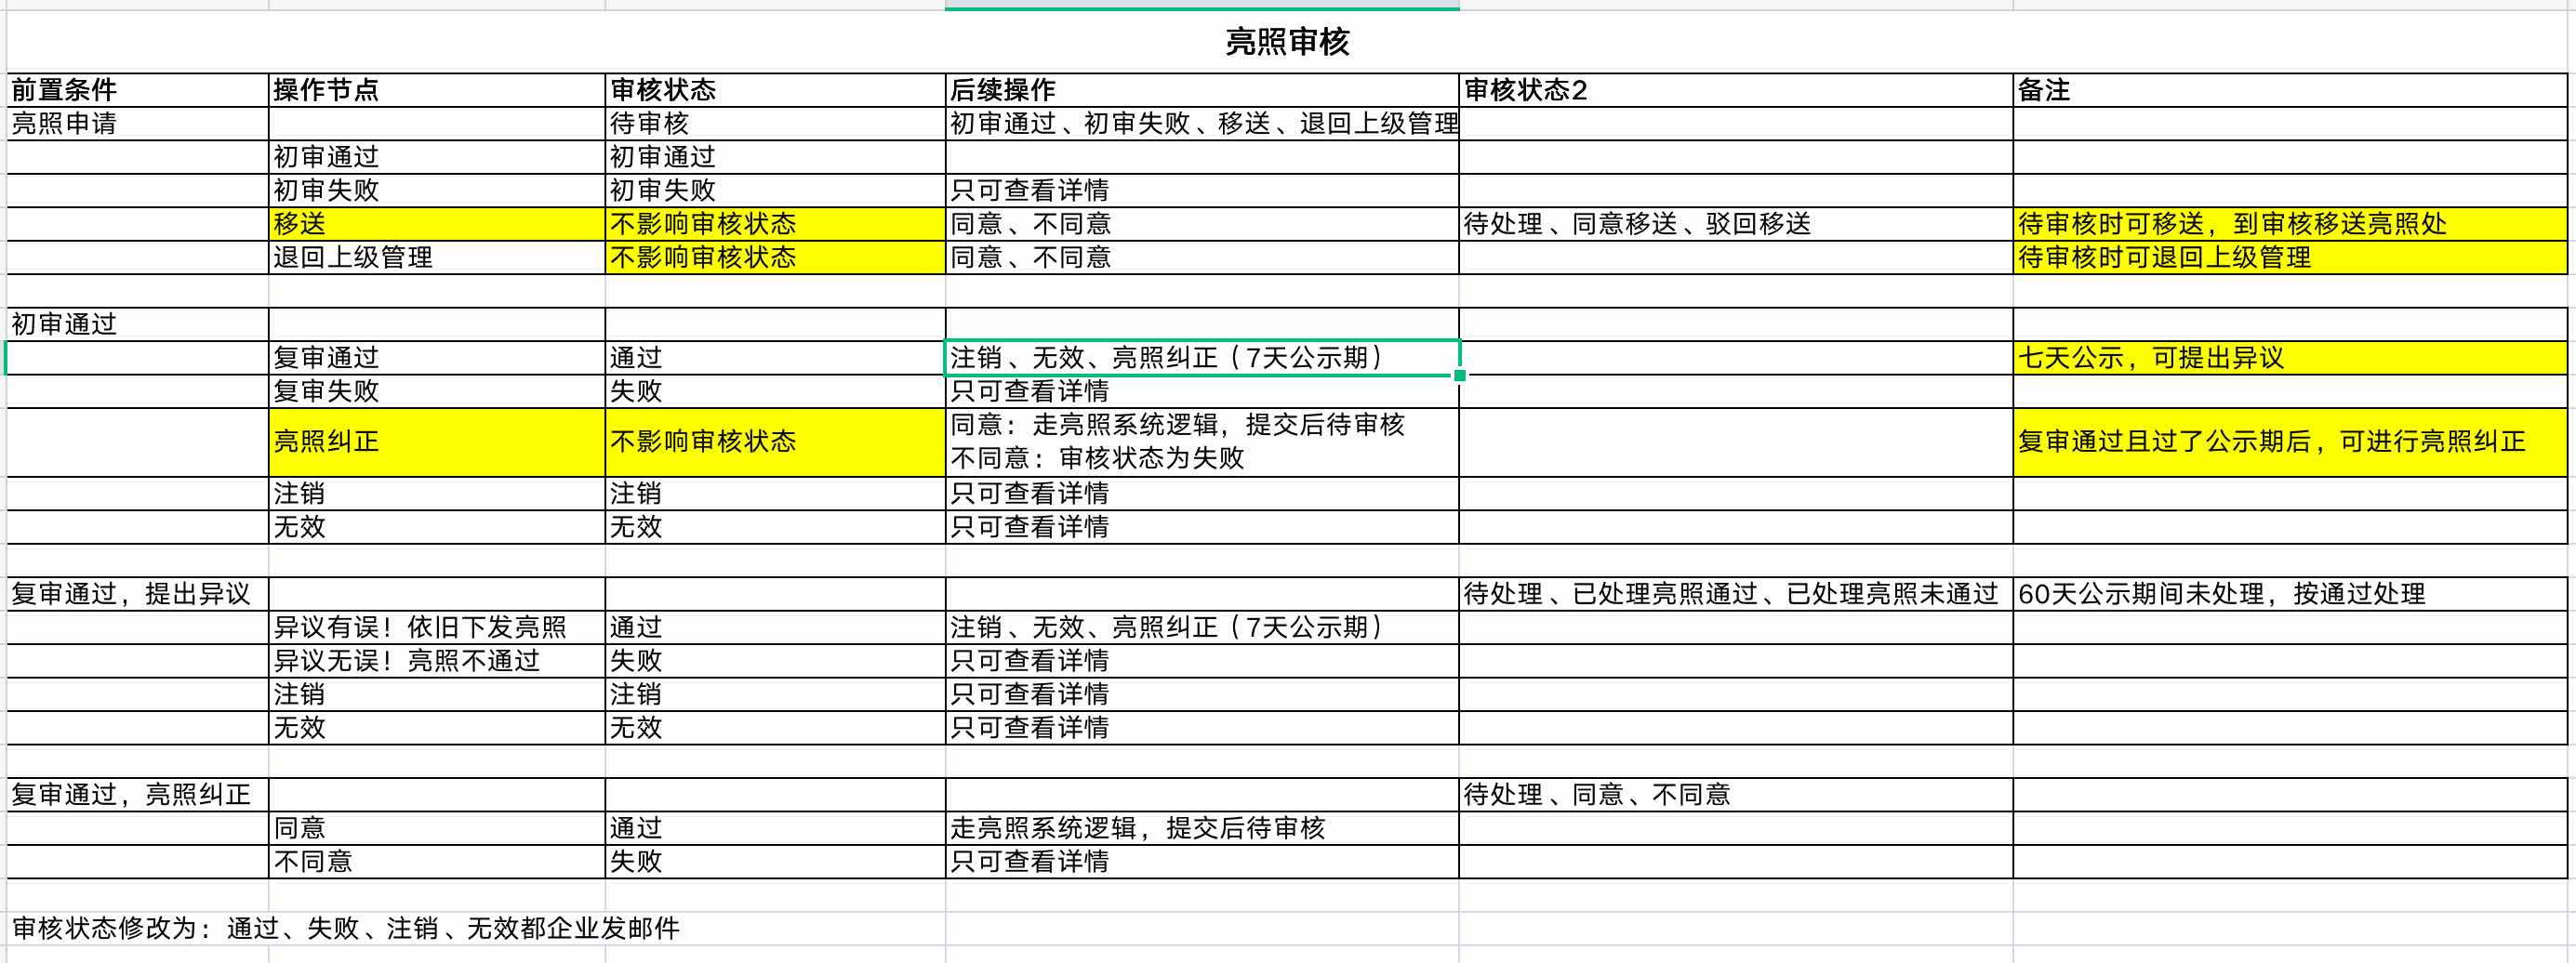 亮照审核
前置条件 操作节点 审核状态 后续操作 审核状态2 备注
亮照申请 待审核 初审通过、初审失败、移送、退回上级管理
初审通过 初审通过
初审失败 初审失败 只可查看详情
移送 不影响审核状态 同意、不同意 待处理、同意移送、驳回移送 待审核时可移送，到审核移送亮照处
退回上级管理 不影响审核状态 同意、不同意 待审核时可退回上级管理
初审通过
复审通过 通过 注销、无效、亮照纠正（7天公示期） 七天公示，可提出异议
复审失败 失败 只可查看详情
亮照纠正 不影响审核状态 同意：走亮照系统逻辑，提交后待审核
不同意：审核状态为失败 复审通过且过了公示期后，可进行亮照纠正
注销 注销 只可查看详情
无效 无效 只可查看详情
复审通过，提出异议 待处理、已处理亮照通过、已处理亮照未通过 60天公示期间未处理，按通过处理
异议有误！依旧下发亮照 通过 注销、无效、亮照纠正（7天公示期）
异议无误！亮照不通过 失败 只可查看详情
注销 注销 只可查看详情
无效 无效 只可查看详情
复审通过，亮照纠正 待处理、同意、不同意
同意 通过 走亮照系统逻辑，提交后待审核
不同意 失败 只可查看详情
审核状态修改为：通过、失败、注销、无效都企业发邮件